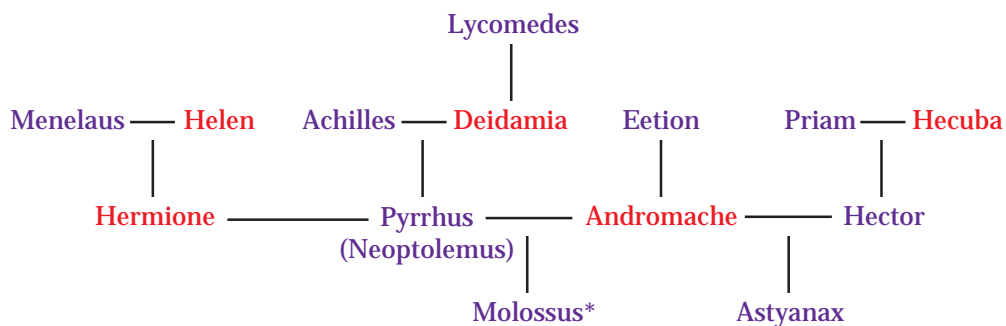 Lycomedes
Menelaus Helen Achilles Deidamia Eetion Priam Hecuba
Hermione Pyrrhus Andromache Hector
(Neoptolemus)
Molossus* Astyanax